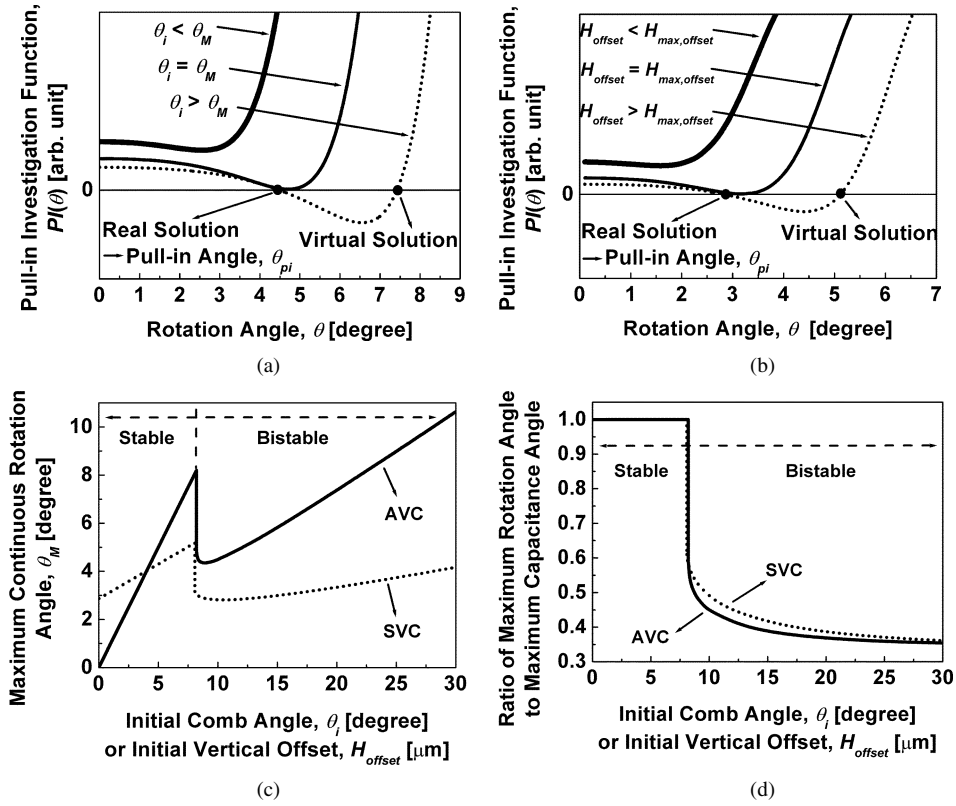 Pull-in Investigation Function,
PI(θ) [arb. unit]
θi < θM
θi = θM
θi > θM
0
Real Solution
Virtual Solution
Pull-in Angle, θpi
0 1 2 3 4 5 6 7 8 9
Rotation Angle, θ [degree]
(a)
Pull-in Investigation Function,
PI(θ) [arb. unit]
Hoffset < Hmax,offset
Hoffset = Hmax,offset
Hoffset > Hmax,offset
0
Real Solution
Virtual Solution
Pull-in Angle, θpi
0 1 2 3 4 5 6 7
Rotation Angle, θ [degree]
(b)
Maximum Continuous Rotation
Angle, θM [degree]
10
8
6
4
2
0
Stable
Bistable
AVC
SVC
0 5 10 15 20 25 30
Initial Comb Angle, θi [degree]
or Initial Vertical Offset, Hoffset [μm]
(c)
Ratio of Maximum Rotation Angle
to Maximum Capacitance Angle
1.0
0.9
0.8
0.7
0.6
0.5
0.4
0.3
Stable
Bistable
SVC
AVC
0 5 10 15 20 25 30
Initial Comb Angle, θi [degree]
or Initial Vertical Offset, Hoffset [μm]
(d)